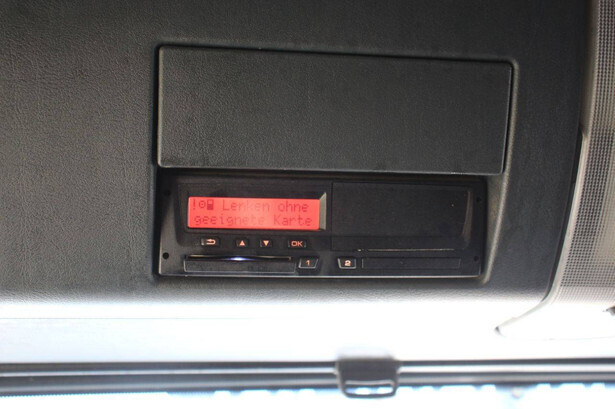 ! Lenken ohne
geeignete Karte
OK
1 2